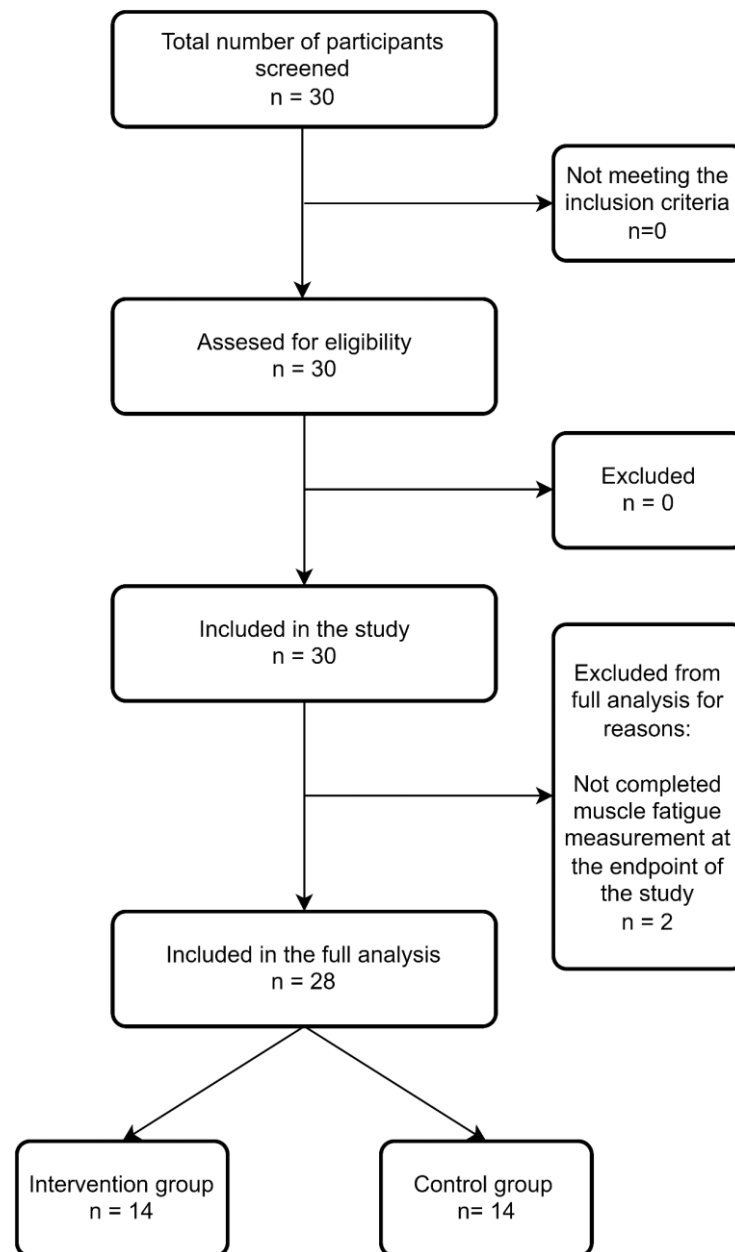 Total number of participants
screened
n = 30
Not meeting the
inclusion criteria
n=0
Assesed for eligibility
n = 30
Excluded
n = 0
Included in the study
n = 30
Excluded from
full analysis for
reasons:
Not completed
muscle fatigue
measurement at
the endpoint of
the study
n = 2
Included in the full analysis
n = 28
Intervention group
n = 14
Control group
n= 14